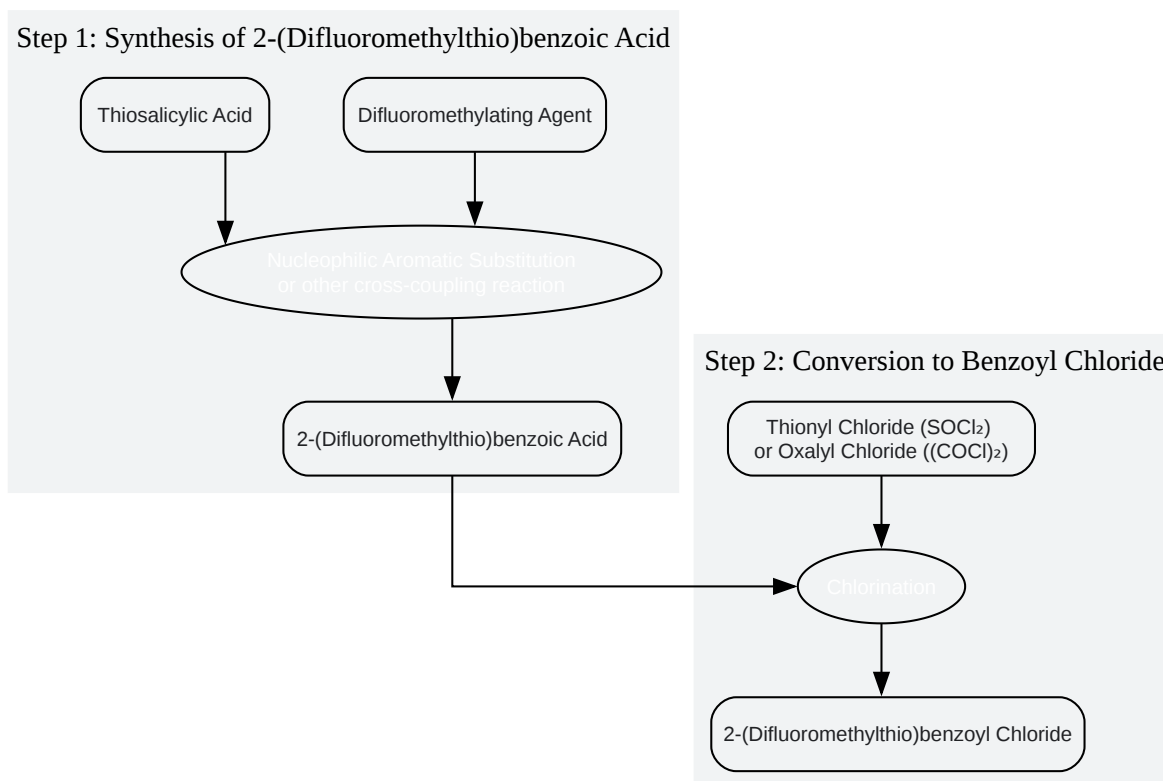 Step 1: Synthesis of 2-(Difluoromethylthio)benzoic Acid
Thiosalicylic Acid
Difluoromethylating Agent
Nucleophilic Aromatic Substitution
or other cross-coupling reaction
2-(Difluoromethylthio)benzoic Acid
Step 2: Conversion to Benzoyl Chloride
Thionyl Chloride (SOCl₂)
or Oxalyl Chloride ((COCl)₂)
Chlorination
2-(Difluoromethylthio)benzoyl Chloride